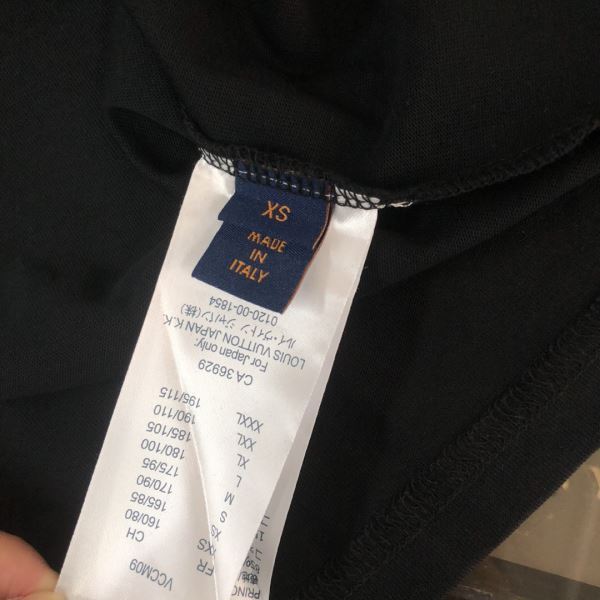 XS
MADE
IN
ITALY
VCCM09
FR CH
XXS 160/80
165/85
S 170/90
M 175/95
L 180/100
XL 185/105
XXL 190/110
XXXL 195/115
CA 36929
For Japan only:
LOUIS VUITTON JAPAN K.K.
ルイ・ヴィトン ジャパン(株)
0120-00-1854